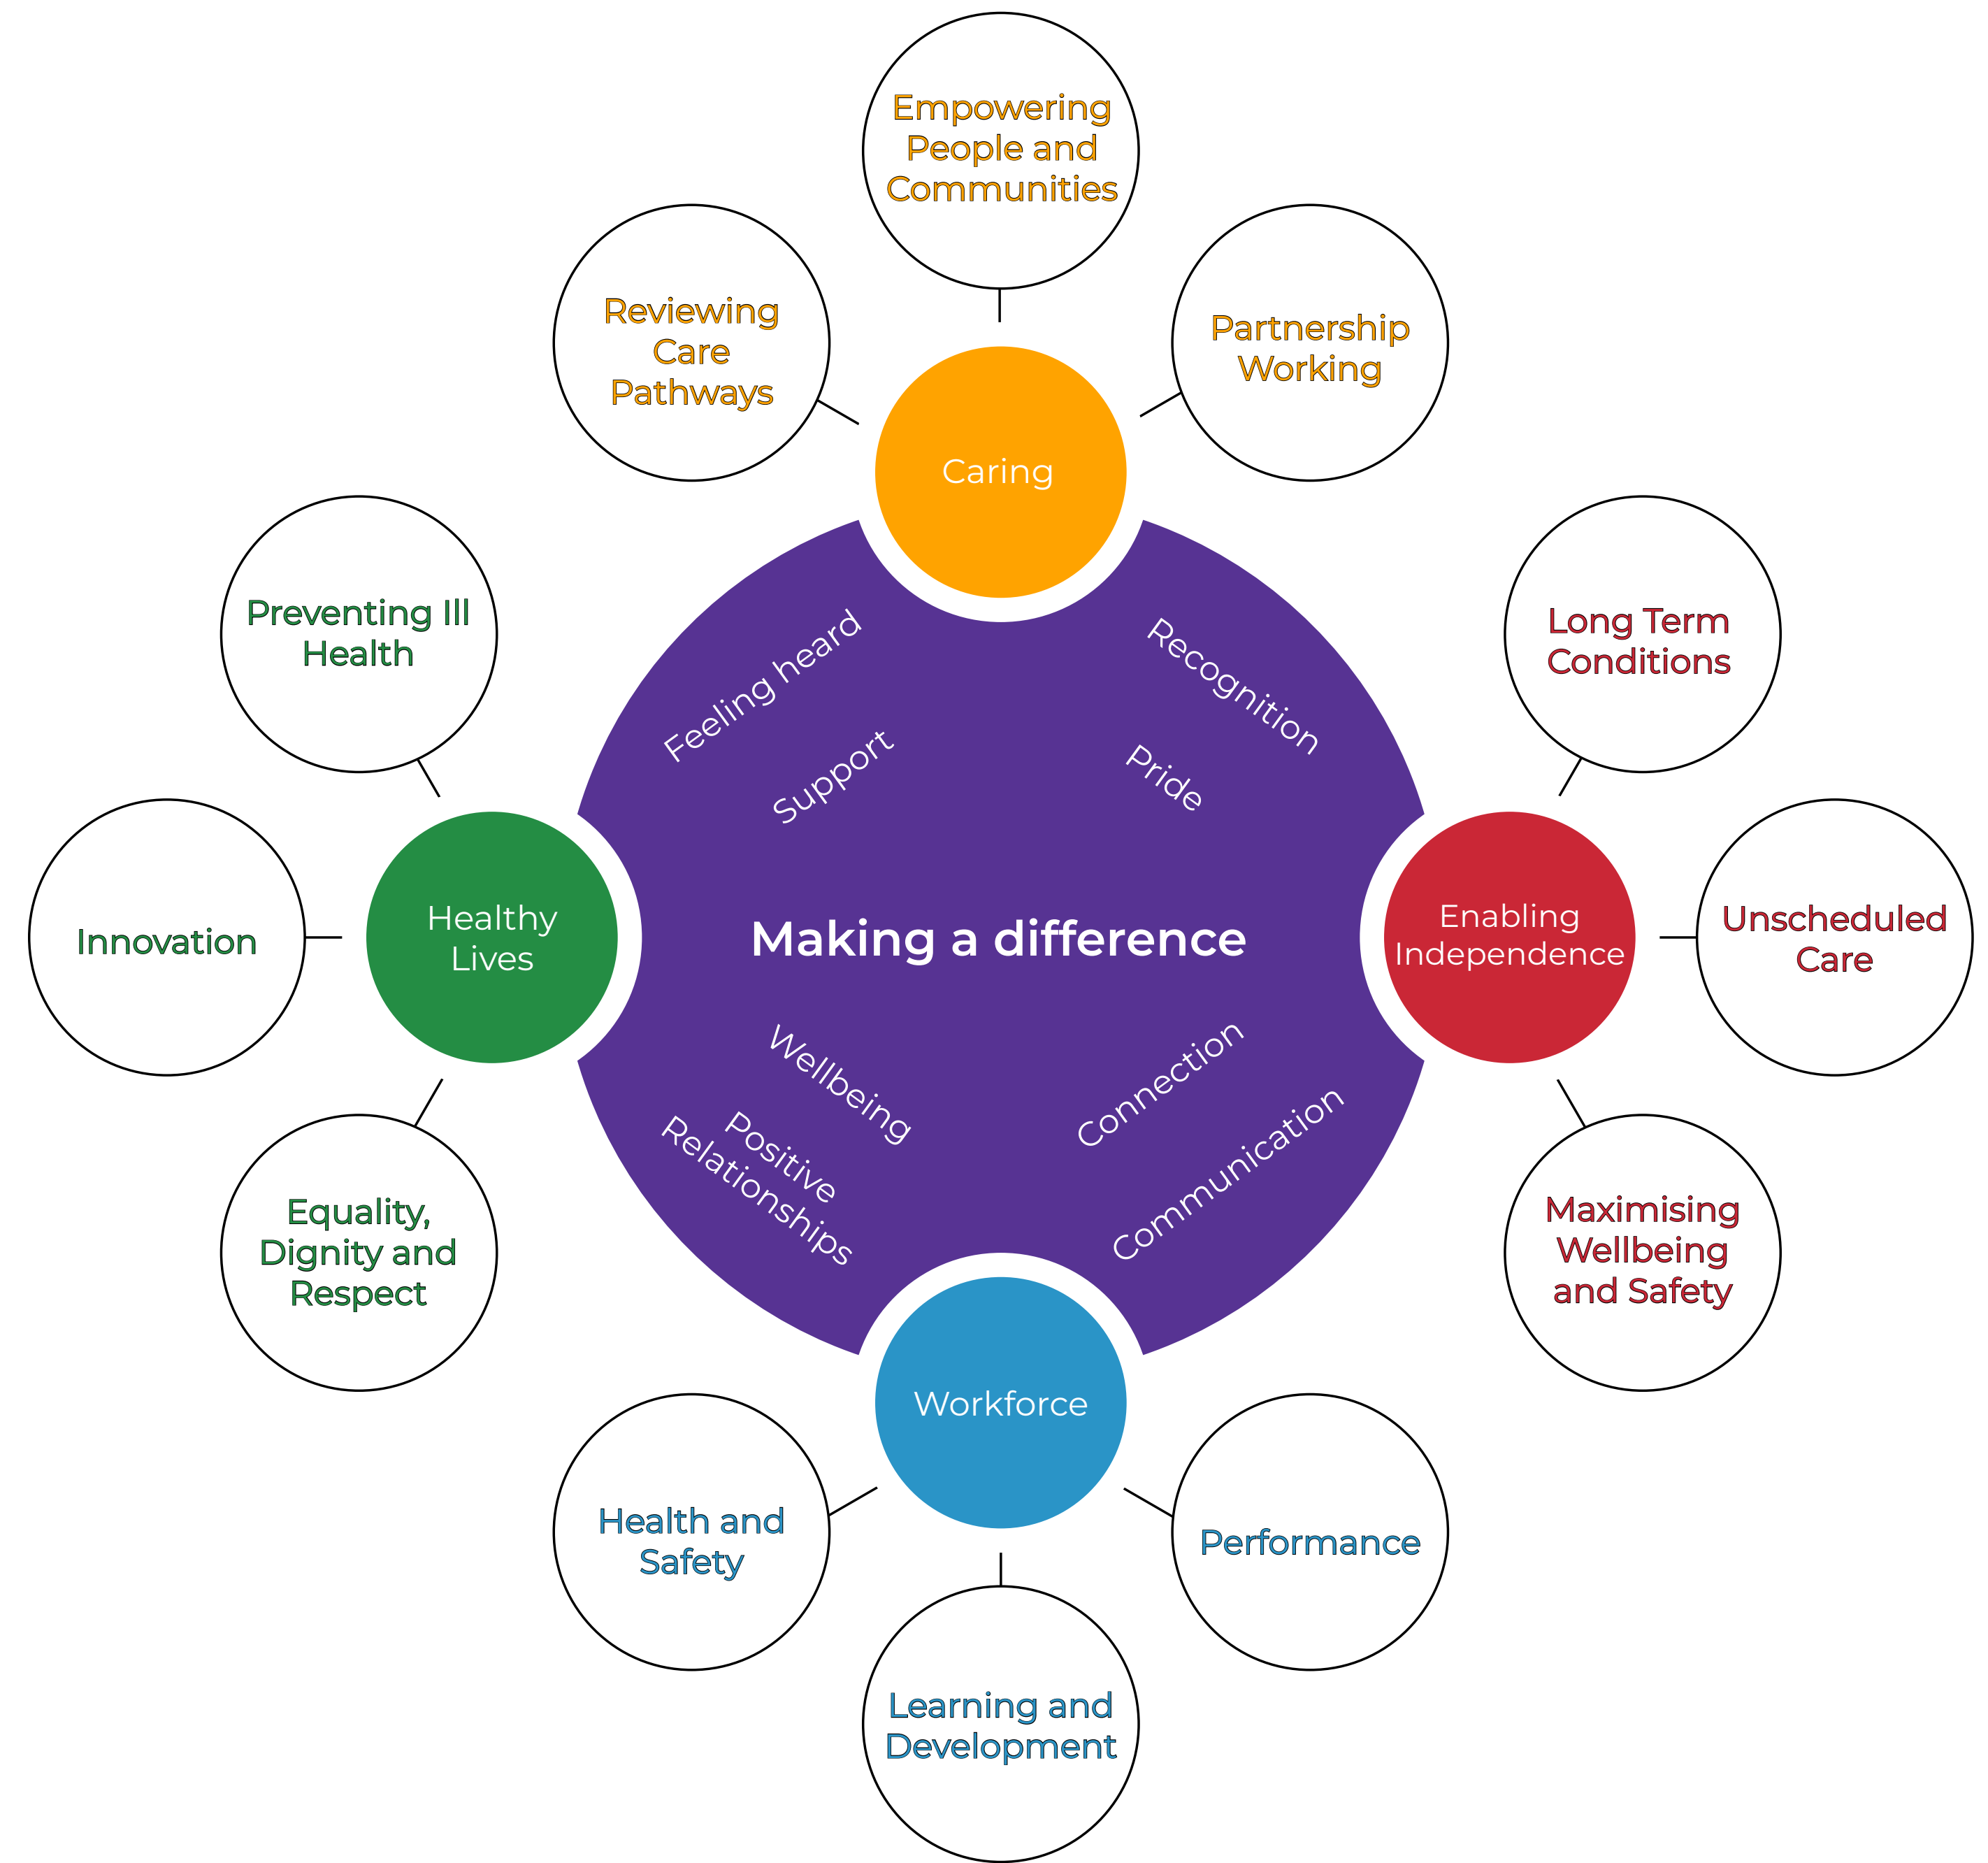 Empowering
People and
Communities
Reviewing
Care
Pathways
Partnership
Working
Caring
Preventing Ill
Health
Long Term
Conditions
Feeling heard
Support
Recognition
Pride
Innovation
Healthy
Lives
Making a difference
Enabling
Independence
Unscheduled
Care
Wellbeing
Positive
Relationships
Connection
Communication
Equality,
Dignity and
Respect
Maximising
Wellbeing
and Safety
Workforce
Health and
Safety
Performance
Learning and
Development